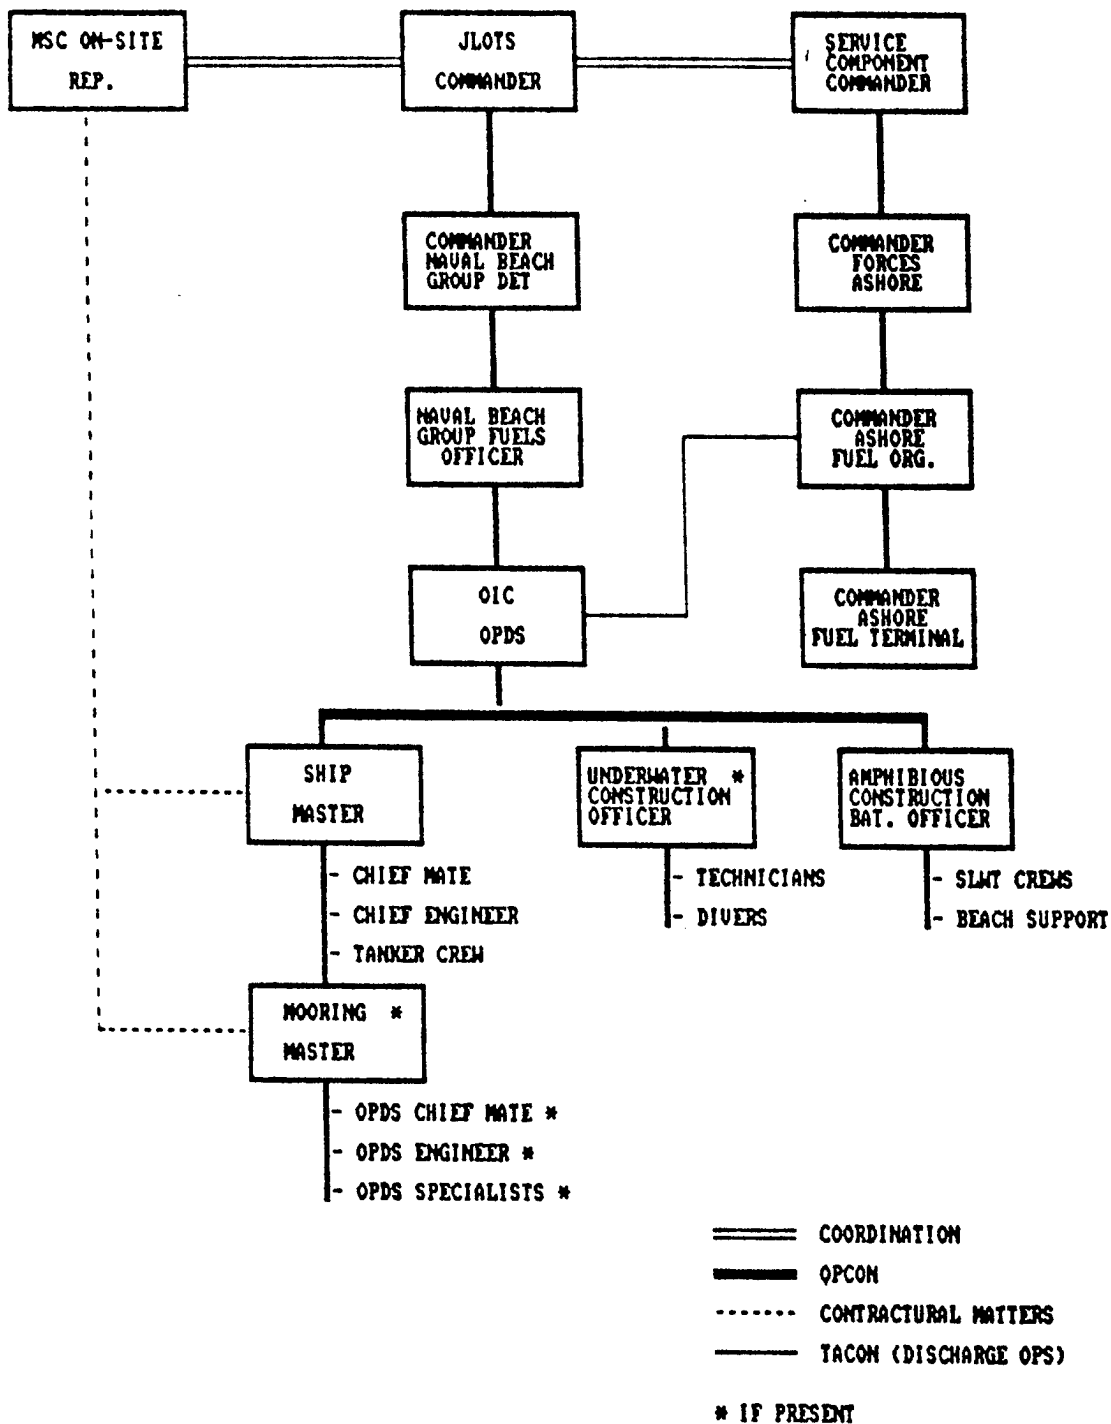 MSC ON-SITE
REP.
JLOTS
COMMANDER
SERVICE
COMPONENT
COMMANDER
COMMANDER
NAVAL BEACH
GROUP DET
COMMANDER
FORCES
ASHORE
NAVAL BEACH
GROUP FUELS
OFFICER
COMMANDER
ASHORE
FUEL ORG.
OIC
OPDS
COMMANDER
ASHORE
FUEL TERMINAL
SHIP
MASTER
UNDERWATER *
CONSTRUCTION
OFFICER
AMPHIBIOUS
CONSTRUCTION
BAT. OFFICER
- CHIEF MATE
- CHIEF ENGINEER
- TANKER CREW
- TECHNICIANS
- DIVERS
- SLWT CREWS
- BEACH SUPPORT
MOORING *
MASTER
- OPDS CHIEF MATE *
- OPDS ENGINEER *
- OPDS SPECIALISTS *
COORDINATION
OPCON
CONTRACTURAL MATTERS
TACON (DISCHARGE OPS)
* IF PRESENT